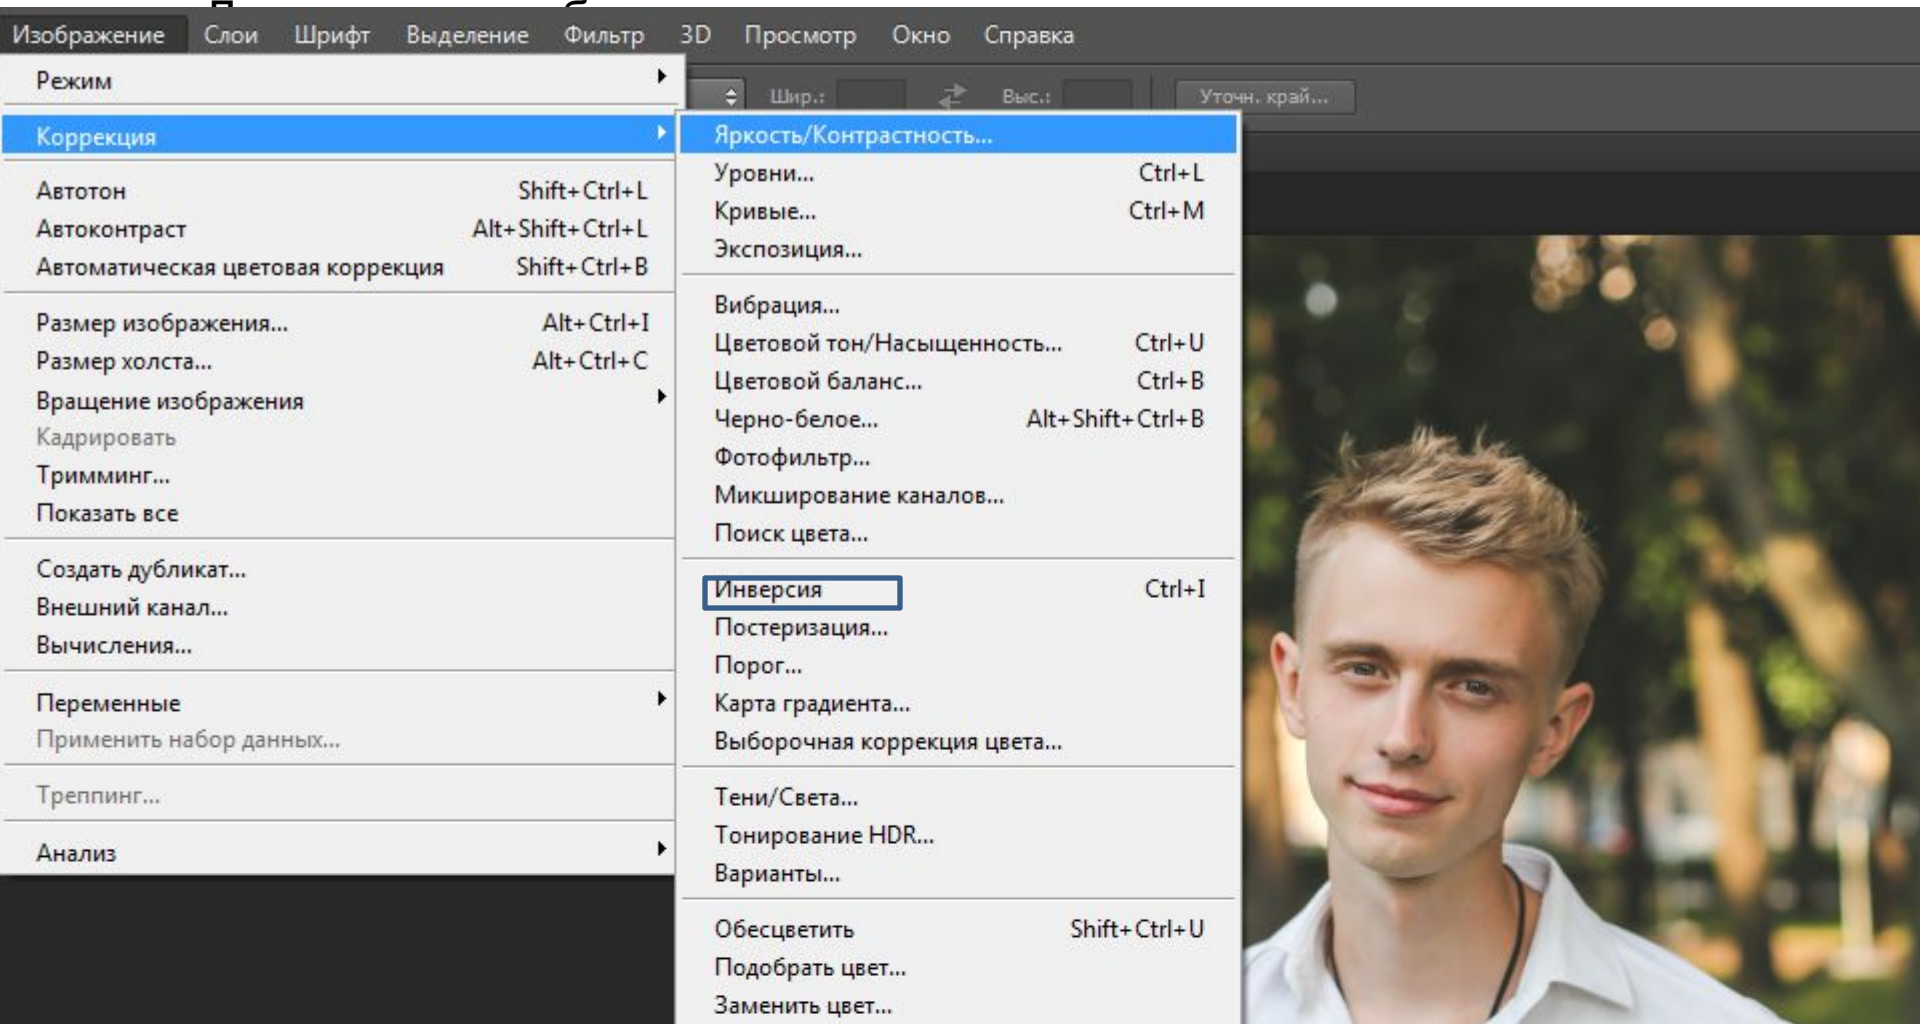 Изображение Слои Шрифт Выделение Фильтр 3D Просмотр Окно Справка
Шир.: Выс.: Уточн. край...
Режим
Коррекция
Автотон Shift+Ctrl+L
Автоконтраст Alt+Shift+Ctrl+L
Автоматическая цветовая коррекция Shift+Ctrl+B
Размер изображения... Alt+Ctrl+I
Размер холста... Alt+Ctrl+C
Вращение изображения
Кадрировать
Тримминг...
Показать все
Создать дубликат...
Внешний канал...
Вычисления...
Переменные
Применить набор данных...
Треппинг...
Анализ
Яркость/Контрастность...
Уровни... Ctrl+L
Кривые... Ctrl+M
Экспозиция...
Вибрация...
Цветовой тон/Насыщенность... Ctrl+U
Цветовой баланс... Ctrl+B
Черно-белое... Alt+Shift+Ctrl+B
Фотофильтр...
Микширование каналов...
Поиск цвета...
Инверсия Ctrl+I
Постеризация...
Порог...
Карта градиента...
Выборочная коррекция цвета...
Тени/Света...
Тонирование HDR...
Варианты...
Обесцветить Shift+Ctrl+U
Подобрать цвет...
Заменить цвет...